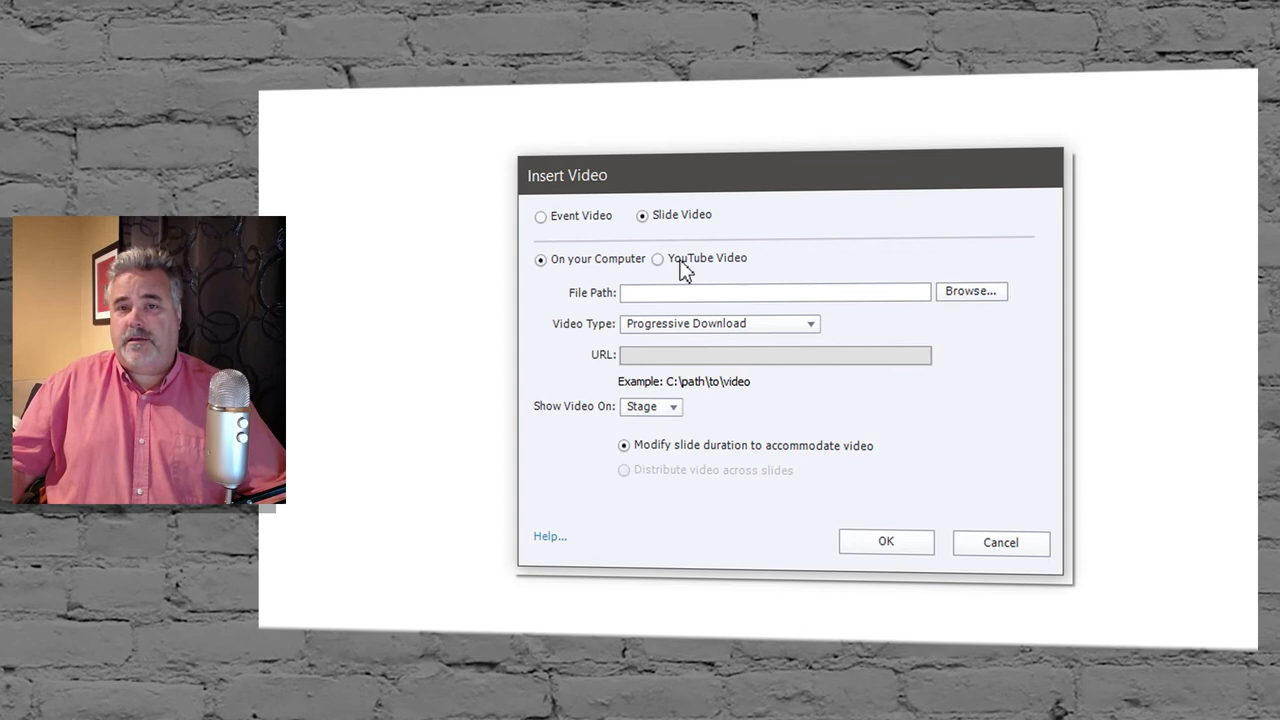 Insert Video
Event Video Slide Video
On your Computer YouTube Video
File Path: Browse...
Video Type: Progressive Download
URL:
Example: C:\path\to\video
Show Video On: Stage
Modify slide duration to accommodate video
Distribute video across slides
Help... OK Cancel